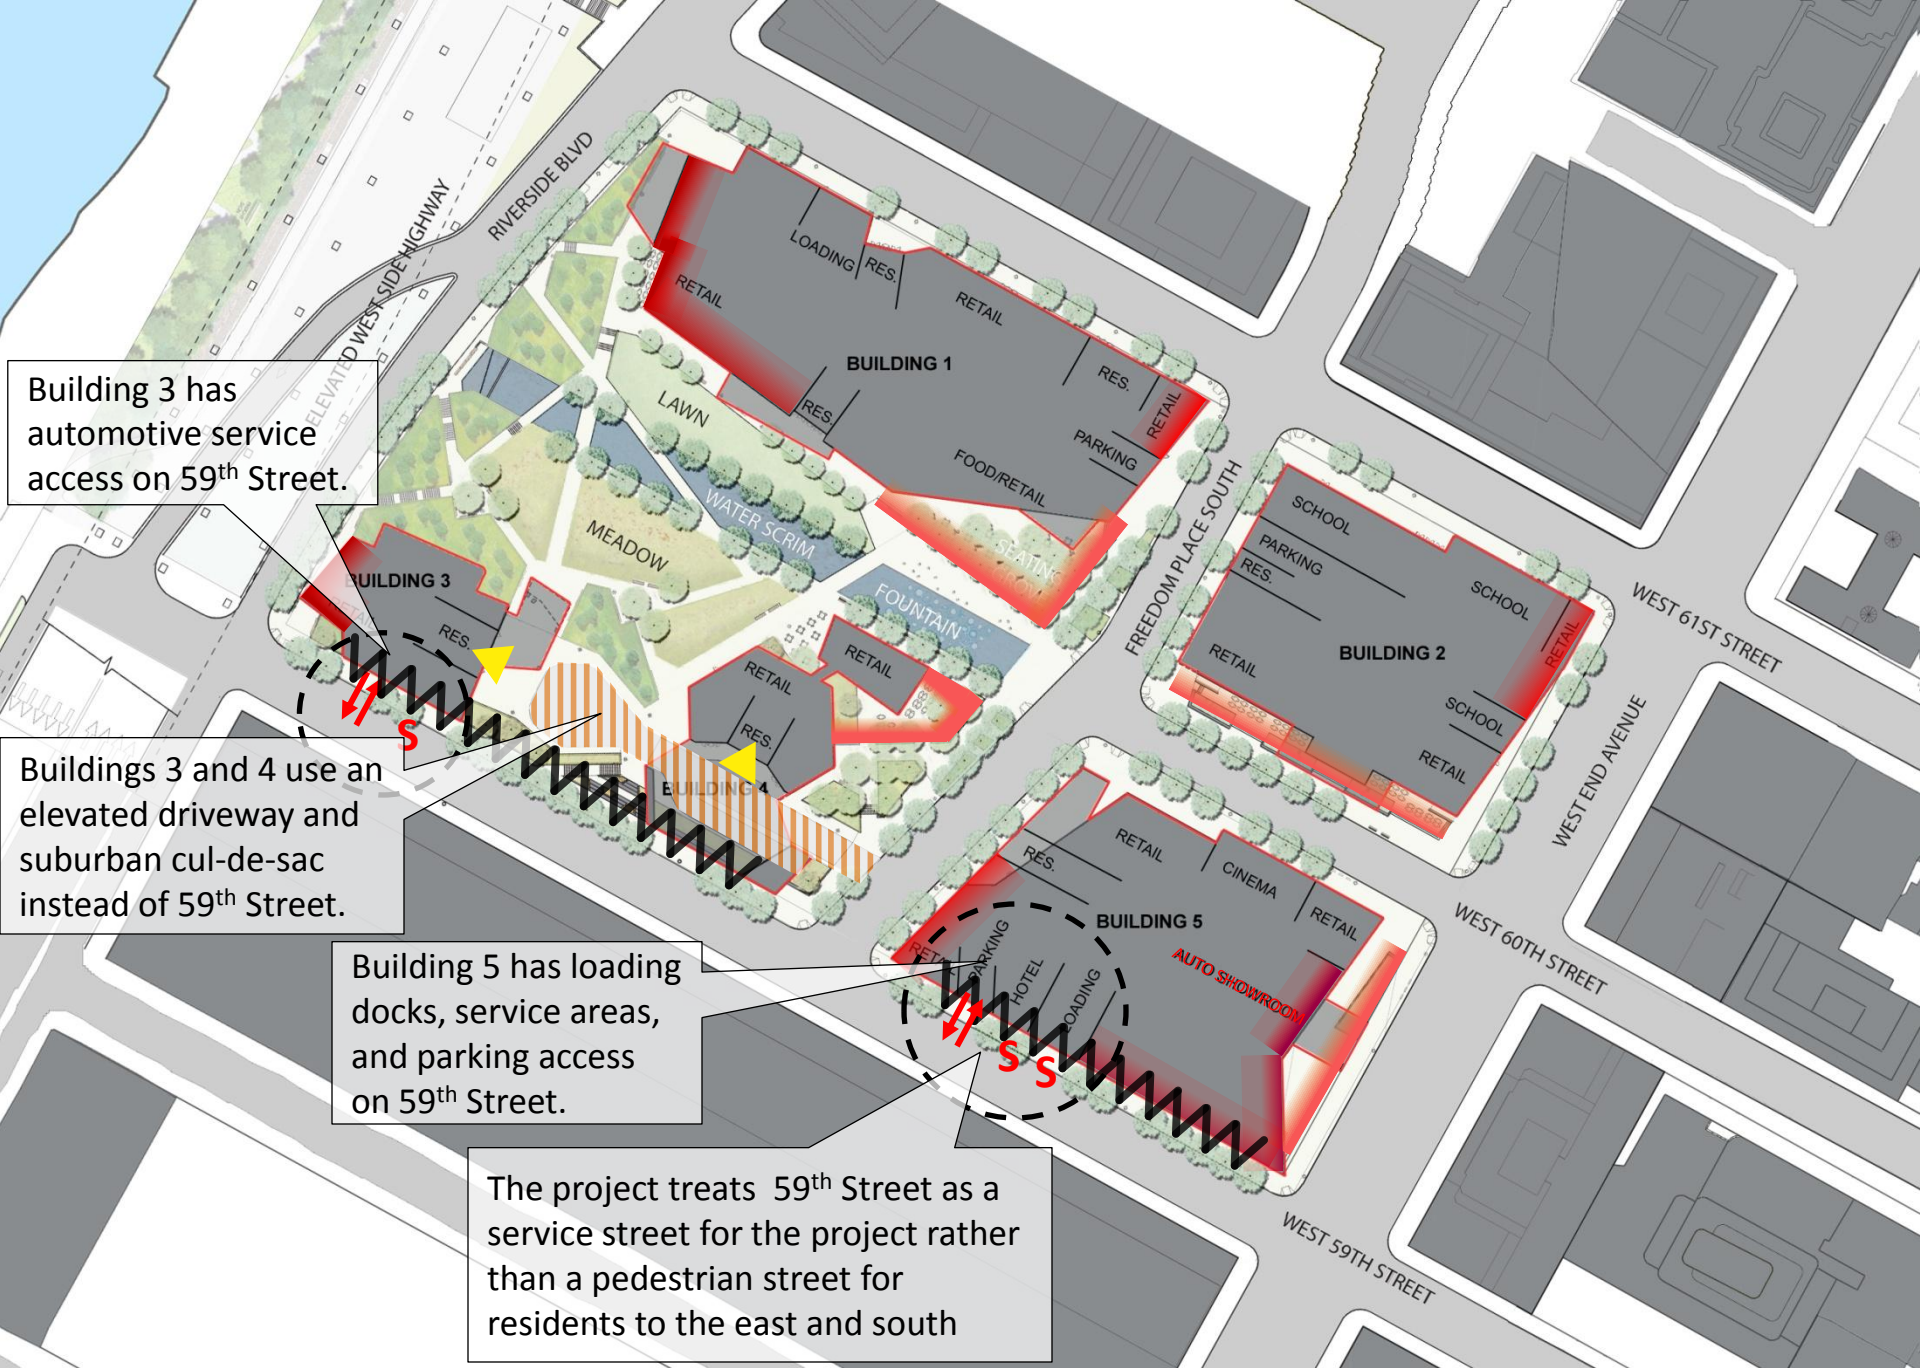 RIVERSIDE BLVD
ELEVATED WEST SIDE HIGHWAY
LOADING
RES.
RETAIL
RETAIL
BUILDING 1
RES.
RETAIL
RES.
PARKING
FOOD/RETAIL
LAWN
WATER SCRIM
MEADOW
SEATING
FOUNTAIN
FREEDOM PLACE SOUTH
SCHOOL
PARKING
RES.
SCHOOL
RETAIL
BUILDING 2
RETAIL
SCHOOL
RETAIL
WEST 61ST STREET
WEST END AVENUE
Building 3 has
automotive service
access on 59th Street.
BUILDING 3
RETAIL
RES.
S
RETAIL
RETAIL
RES.
BUILDING 4
Buildings 3 and 4 use an
elevated driveway and
suburban cul-de-sac
instead of 59th Street.
RETAIL
RES.
CINEMA
RETAIL
BUILDING 5
RETAIL
PARKING
HOTEL
LOADING
AUTO SHOWROOM
S
S
WEST 60TH STREET
Building 5 has loading
docks, service areas,
and parking access
on 59th Street.
The project treats 59th Street as a
service street for the project rather
than a pedestrian street for
residents to the east and south
WEST 59TH STREET